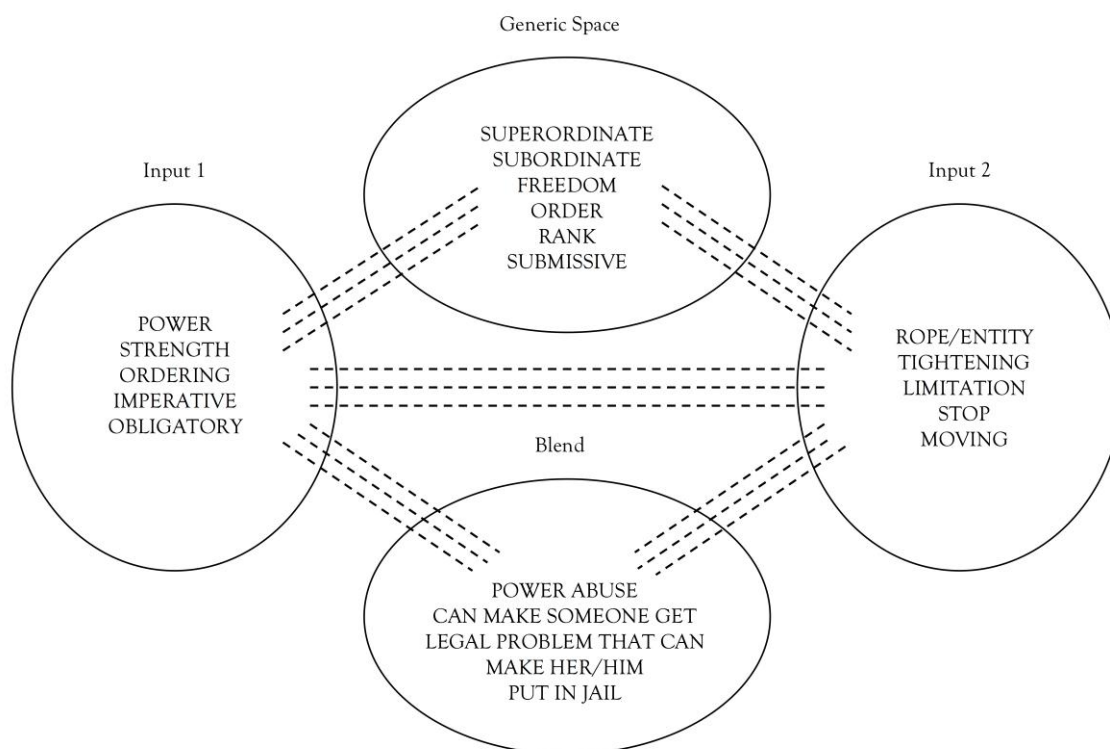 Generic Space
SUPERORDINATE
SUBORDINATE
FREEDOM
ORDER
RANK
SUBMISSIVE
Input 1
POWER
STRENGTH
ORDERING
IMPERATIVE
OBLIGATORY
Input 2
ROPE/ENTITY
TIGHTENING
LIMITATION
STOP
MOVING
Blend
POWER ABUSE
CAN MAKE SOMEONE GET
LEGAL PROBLEM THAT CAN
MAKE HER/HIM
PUT IN JAIL